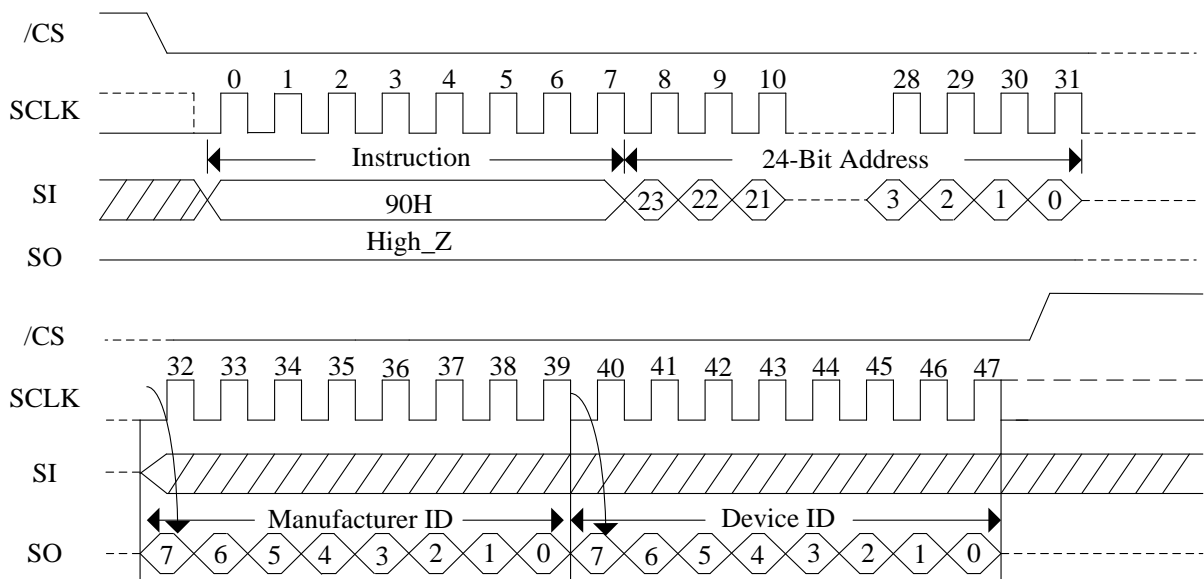 /CS
0 1 2 3 4 5 6 7 8 9 10 28 29 30 31
SCLK
Instruction 24-Bit Address
SI 90H 23 22 21 3 2 1 0
High_Z
SO
/CS
32 33 34 35 36 37 38 39 40 41 42 43 44 45 46 47
SCLK
SI
Manufacturer ID Device ID
SO 7 6 5 4 3 2 1 0 7 6 5 4 3 2 1 0